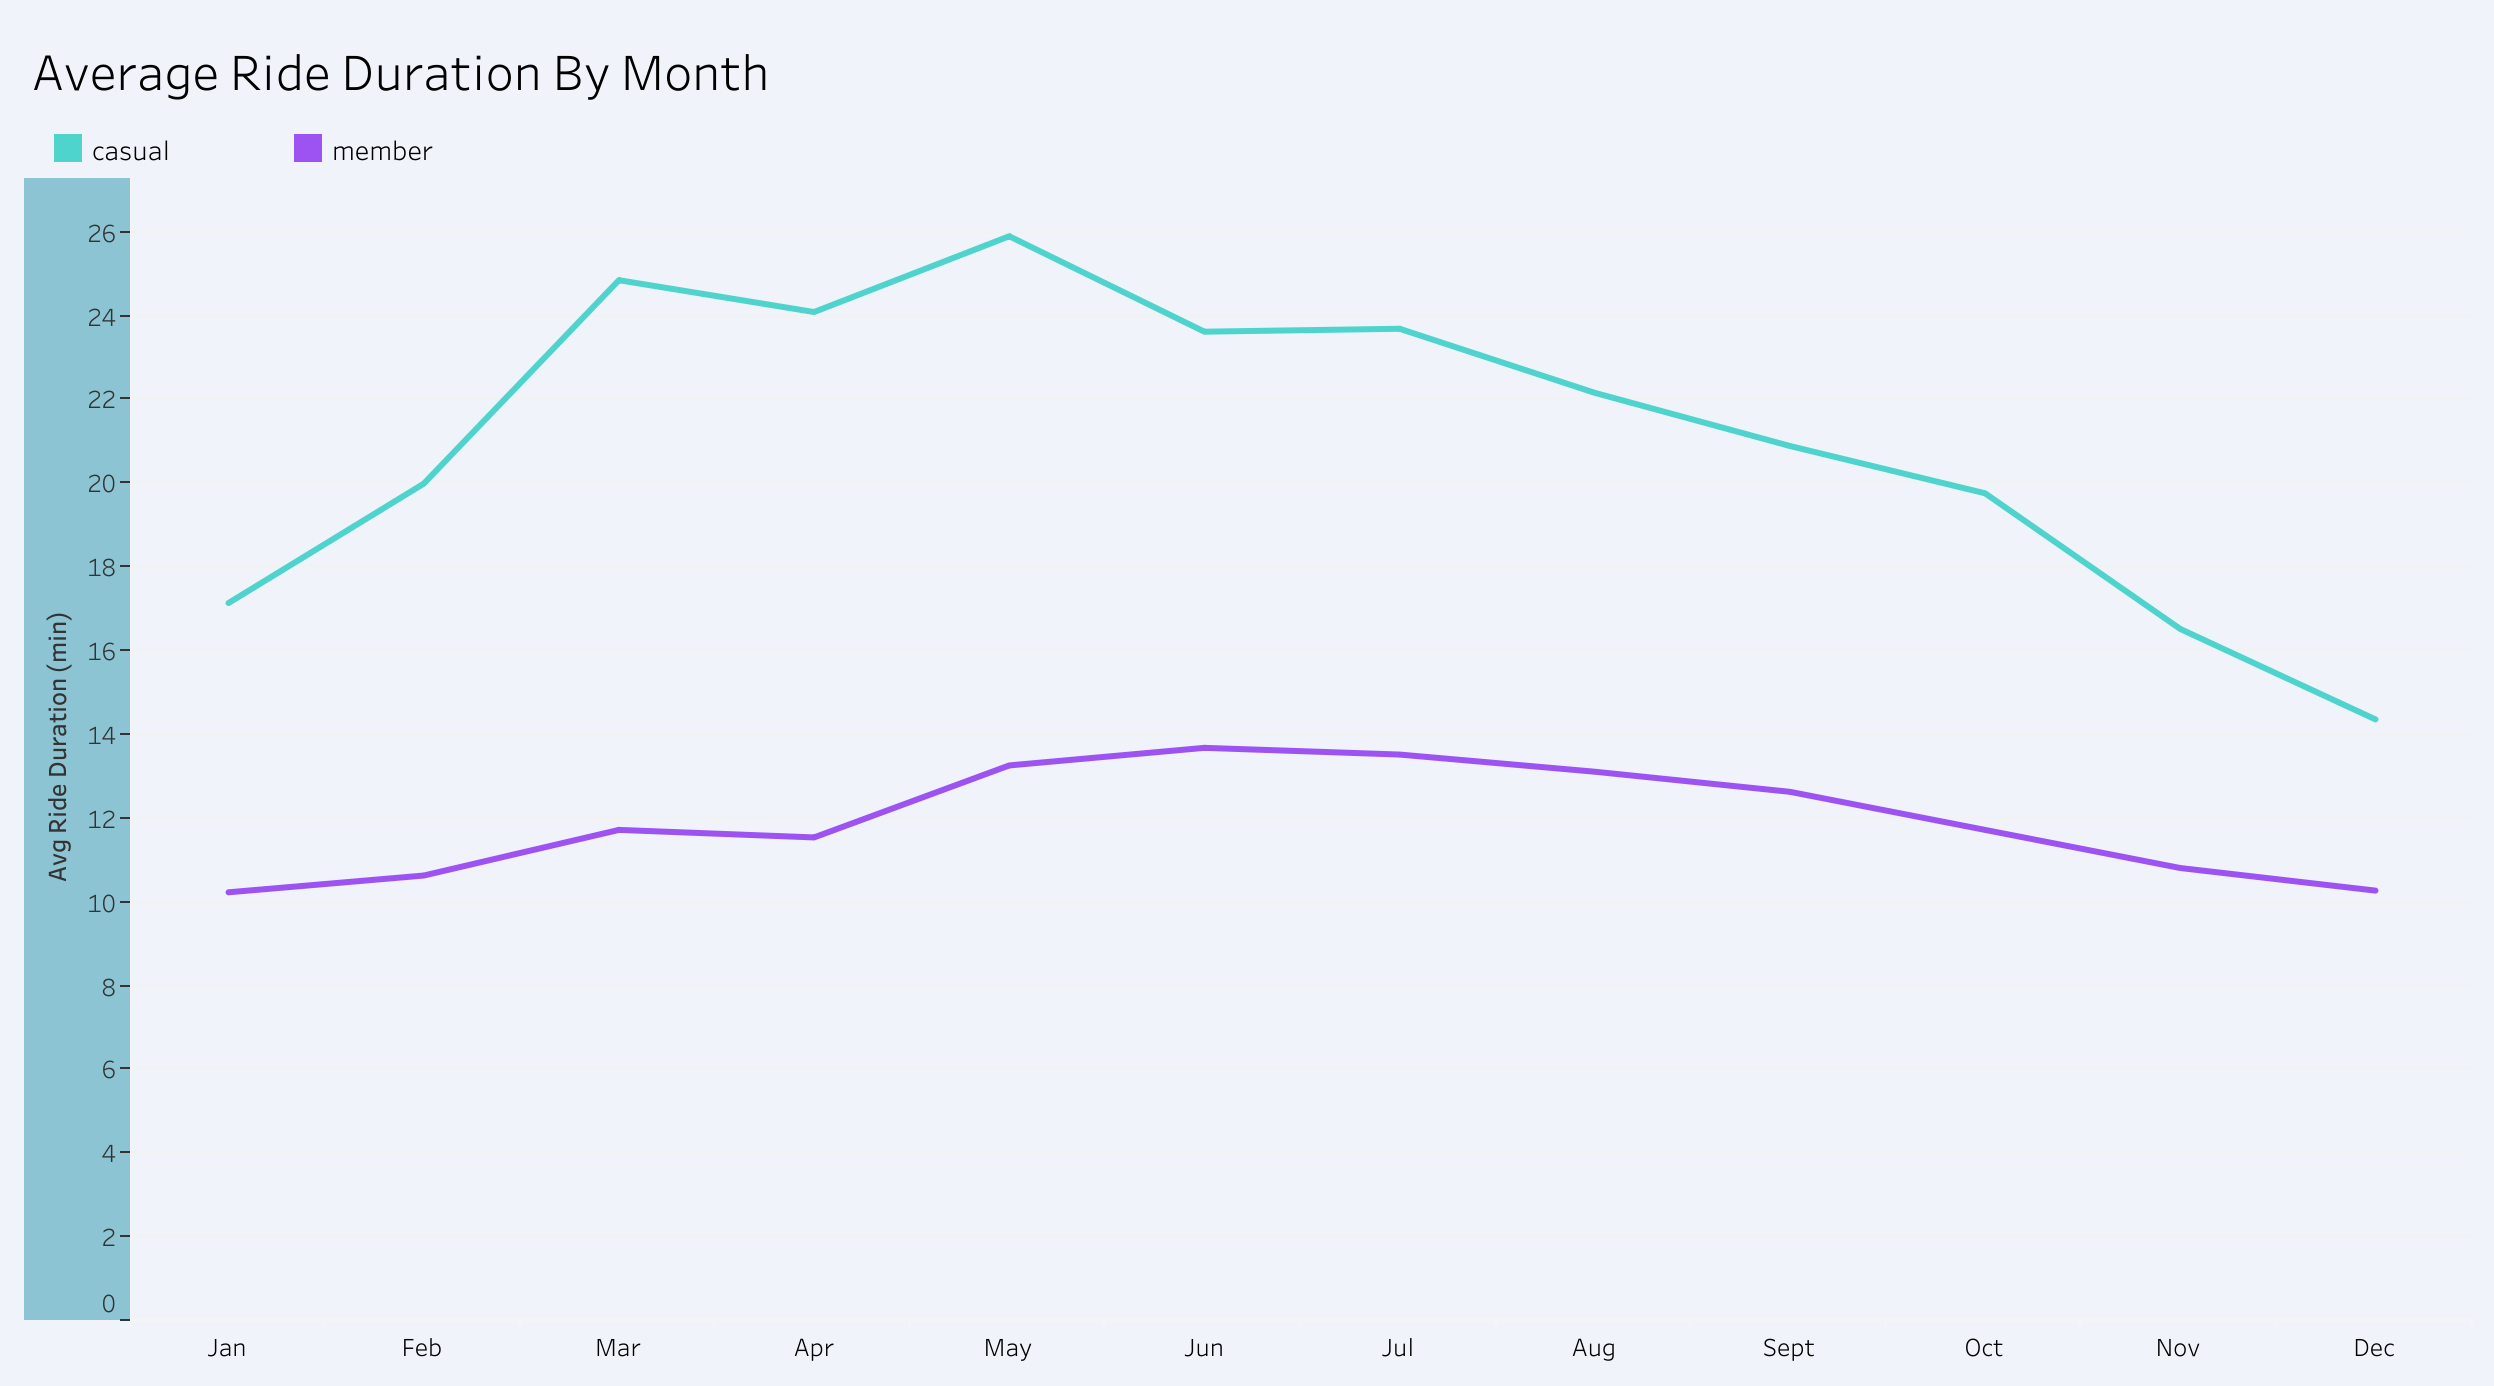 Average Ride Duration By Month
casual
member
Avg Ride Duration (min)
26
24
22
20
18
16
14
12
10
8
6
4
2
0
Jan Feb Mar Apr May Jun Jul Aug Sept Oct Nov Dec